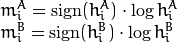 m_i^A = sign(h_i^A) · log h_i^A
m_i^B = sign(h_i^B) · log h_i^B